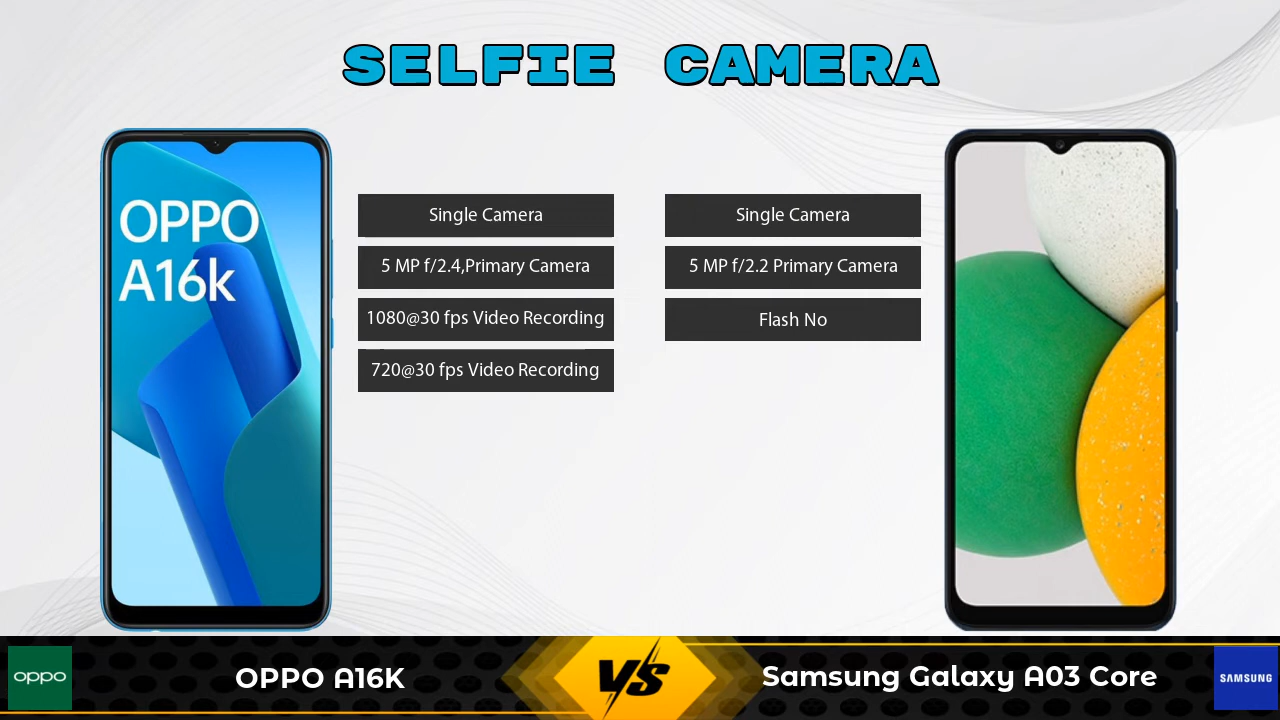 SELFIE CAMERA
OPPO
A16k
Single Camera
5 MP f/2.4,Primary Camera
1080@30 fps Video Recording
720@30 fps Video Recording
Single Camera
5 MP f/2.2 Primary Camera
Flash No
oppo
OPPO A16K
VS
Samsung Galaxy A03 Core
SAMSUNG